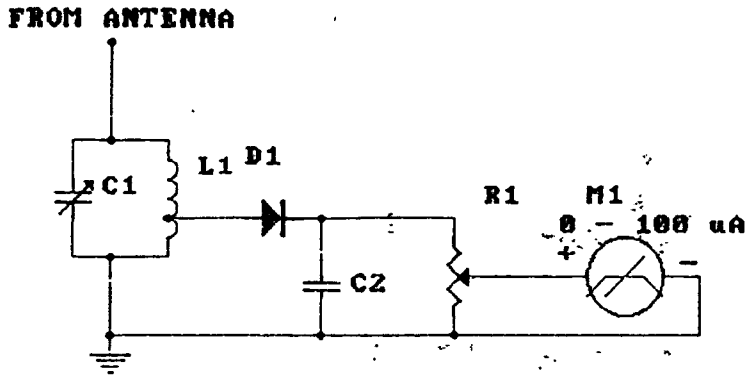 FROM ANTENNA
L1 D1
C1
R1 M1
0 - 100 uA
+ -
C2